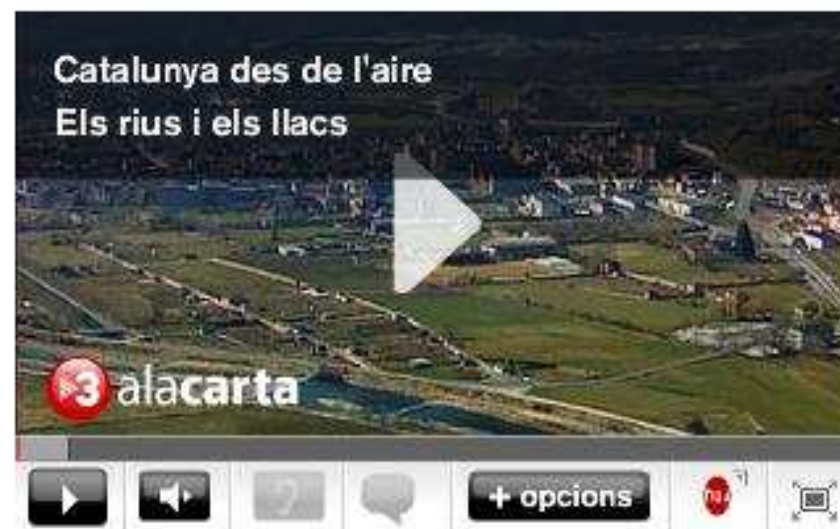 Catalunya des de l'aire
Els rius i els llacs
3alacarta
+ opcions